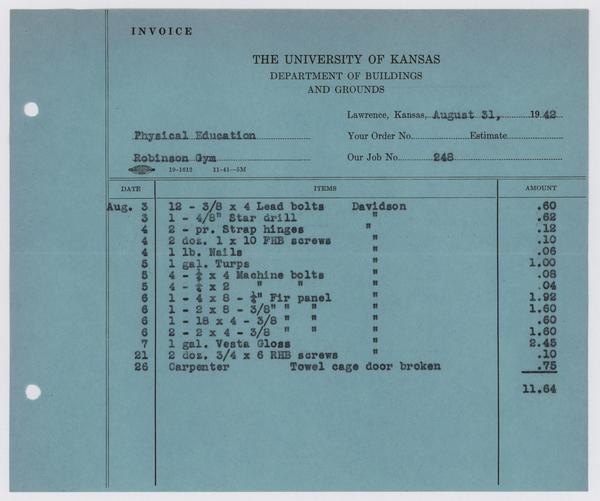 INVOICE
THE UNIVERSITY OF KANSAS
DEPARTMENT OF BUILDINGS
AND GROUNDS
Lawrence, Kansas, August 31, 1942
Physical Education Your Order No. Estimate
Robinson Gym Our Job No. 248
19-1612 11-41—5M
DATE ITEMS AMOUNT
Aug. 3 12 - 3/8 x 4 Lead bolts Davidson .60
3 1 - 4/8" Star drill " .62
4 2 - pr. Strap hinges " .12
4 2 doz. 1 x 10 FHB screws " .10
4 1 lb. Nails " .06
5 1 gal. Turps " 1.00
5 4 - ¼ x 4 Machine bolts " .08
5 4 - ¼ x 2 " " " .04
6 1 - 4 x 8 - ¼" Fir panel " 1.92
6 1 - 2 x 8 - 3/8" " " " 1.60
6 1 - 18 x 4 - 3/8 " " " .60
6 2 - 2 x 4 - 3/8 " " " 1.60
7 1 gal. Vesta Gloss " 2.45
21 2 doz. 3/4 x 6 RHB screws " .10
26 Carpenter Towel cage door broken .75
11.64